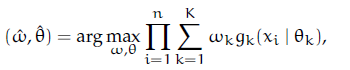 (ω̂, θ̂) = arg max_{ω,θ} ∏_{i=1}^{n} ∑_{k=1}^{K} ω_k g_k(x_i | θ_k),